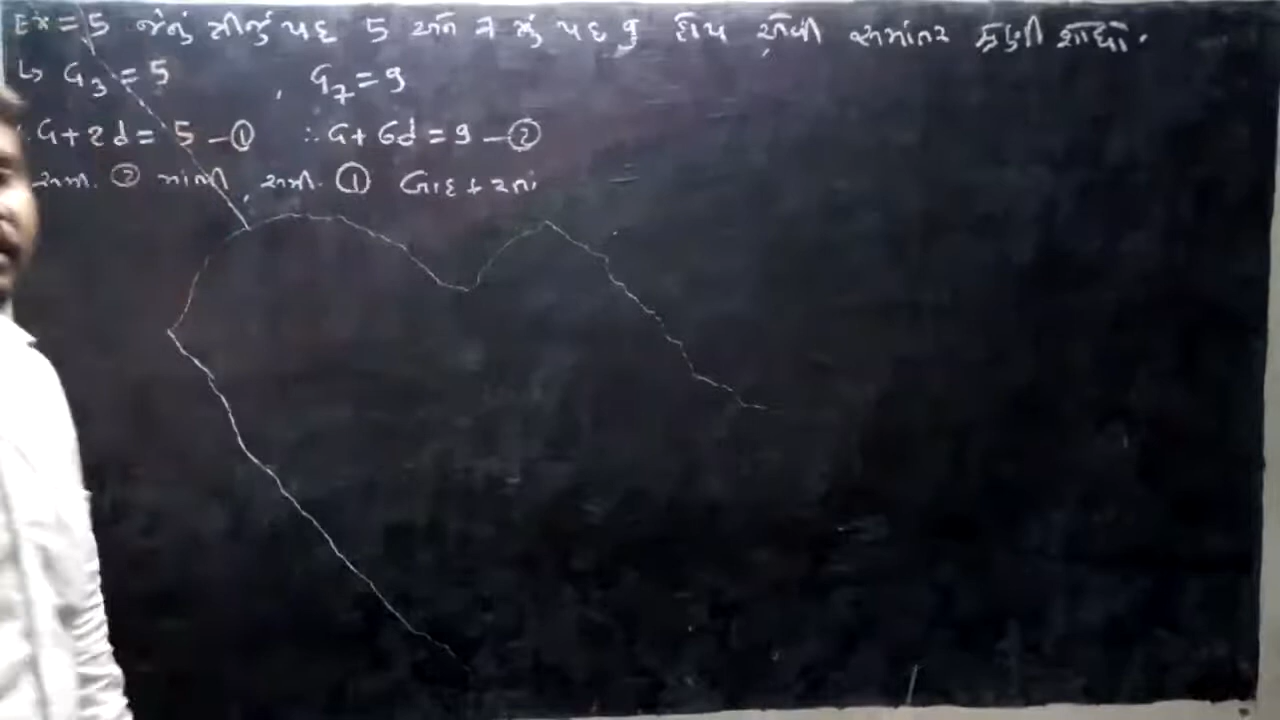 Ex=5 જેનું ત્રીજું પદ 5 અને 7 મું પદ 9 હોય તેવી સમાંતર શ્રેણી શોધો.
↳ a₃ = 5 , a₇ = 9
∴ a + 2d = 5 –① ∴ a + 6d = 9 –②
સમી. ② માંથી, સમી. ① બાદ કરતાં